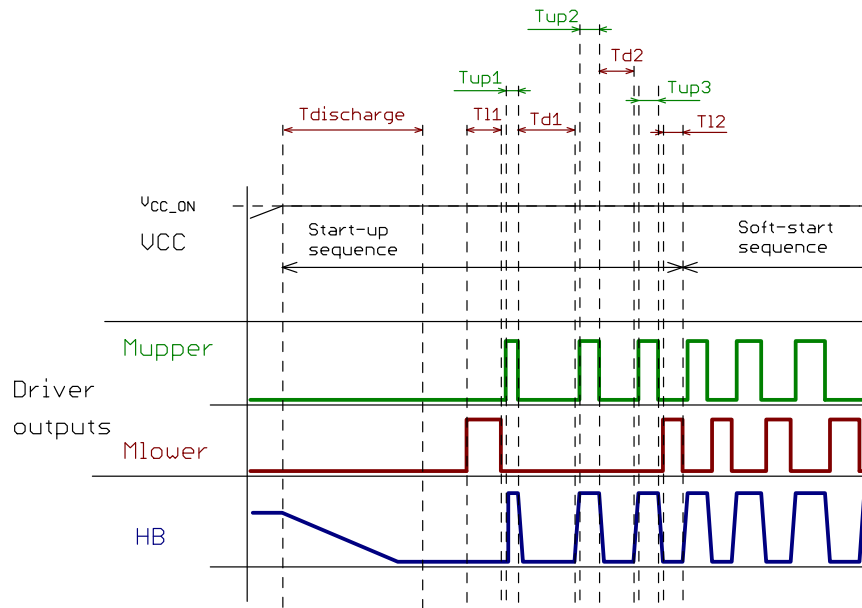 Tup2
Td2
Tup1
Tup3
Tdischarge
Tl1
Td1
Tl2
VCC_ON
VCC
Start-up
sequence
Soft-start
sequence
Mupper
Driver
outputs
Mlower
HB